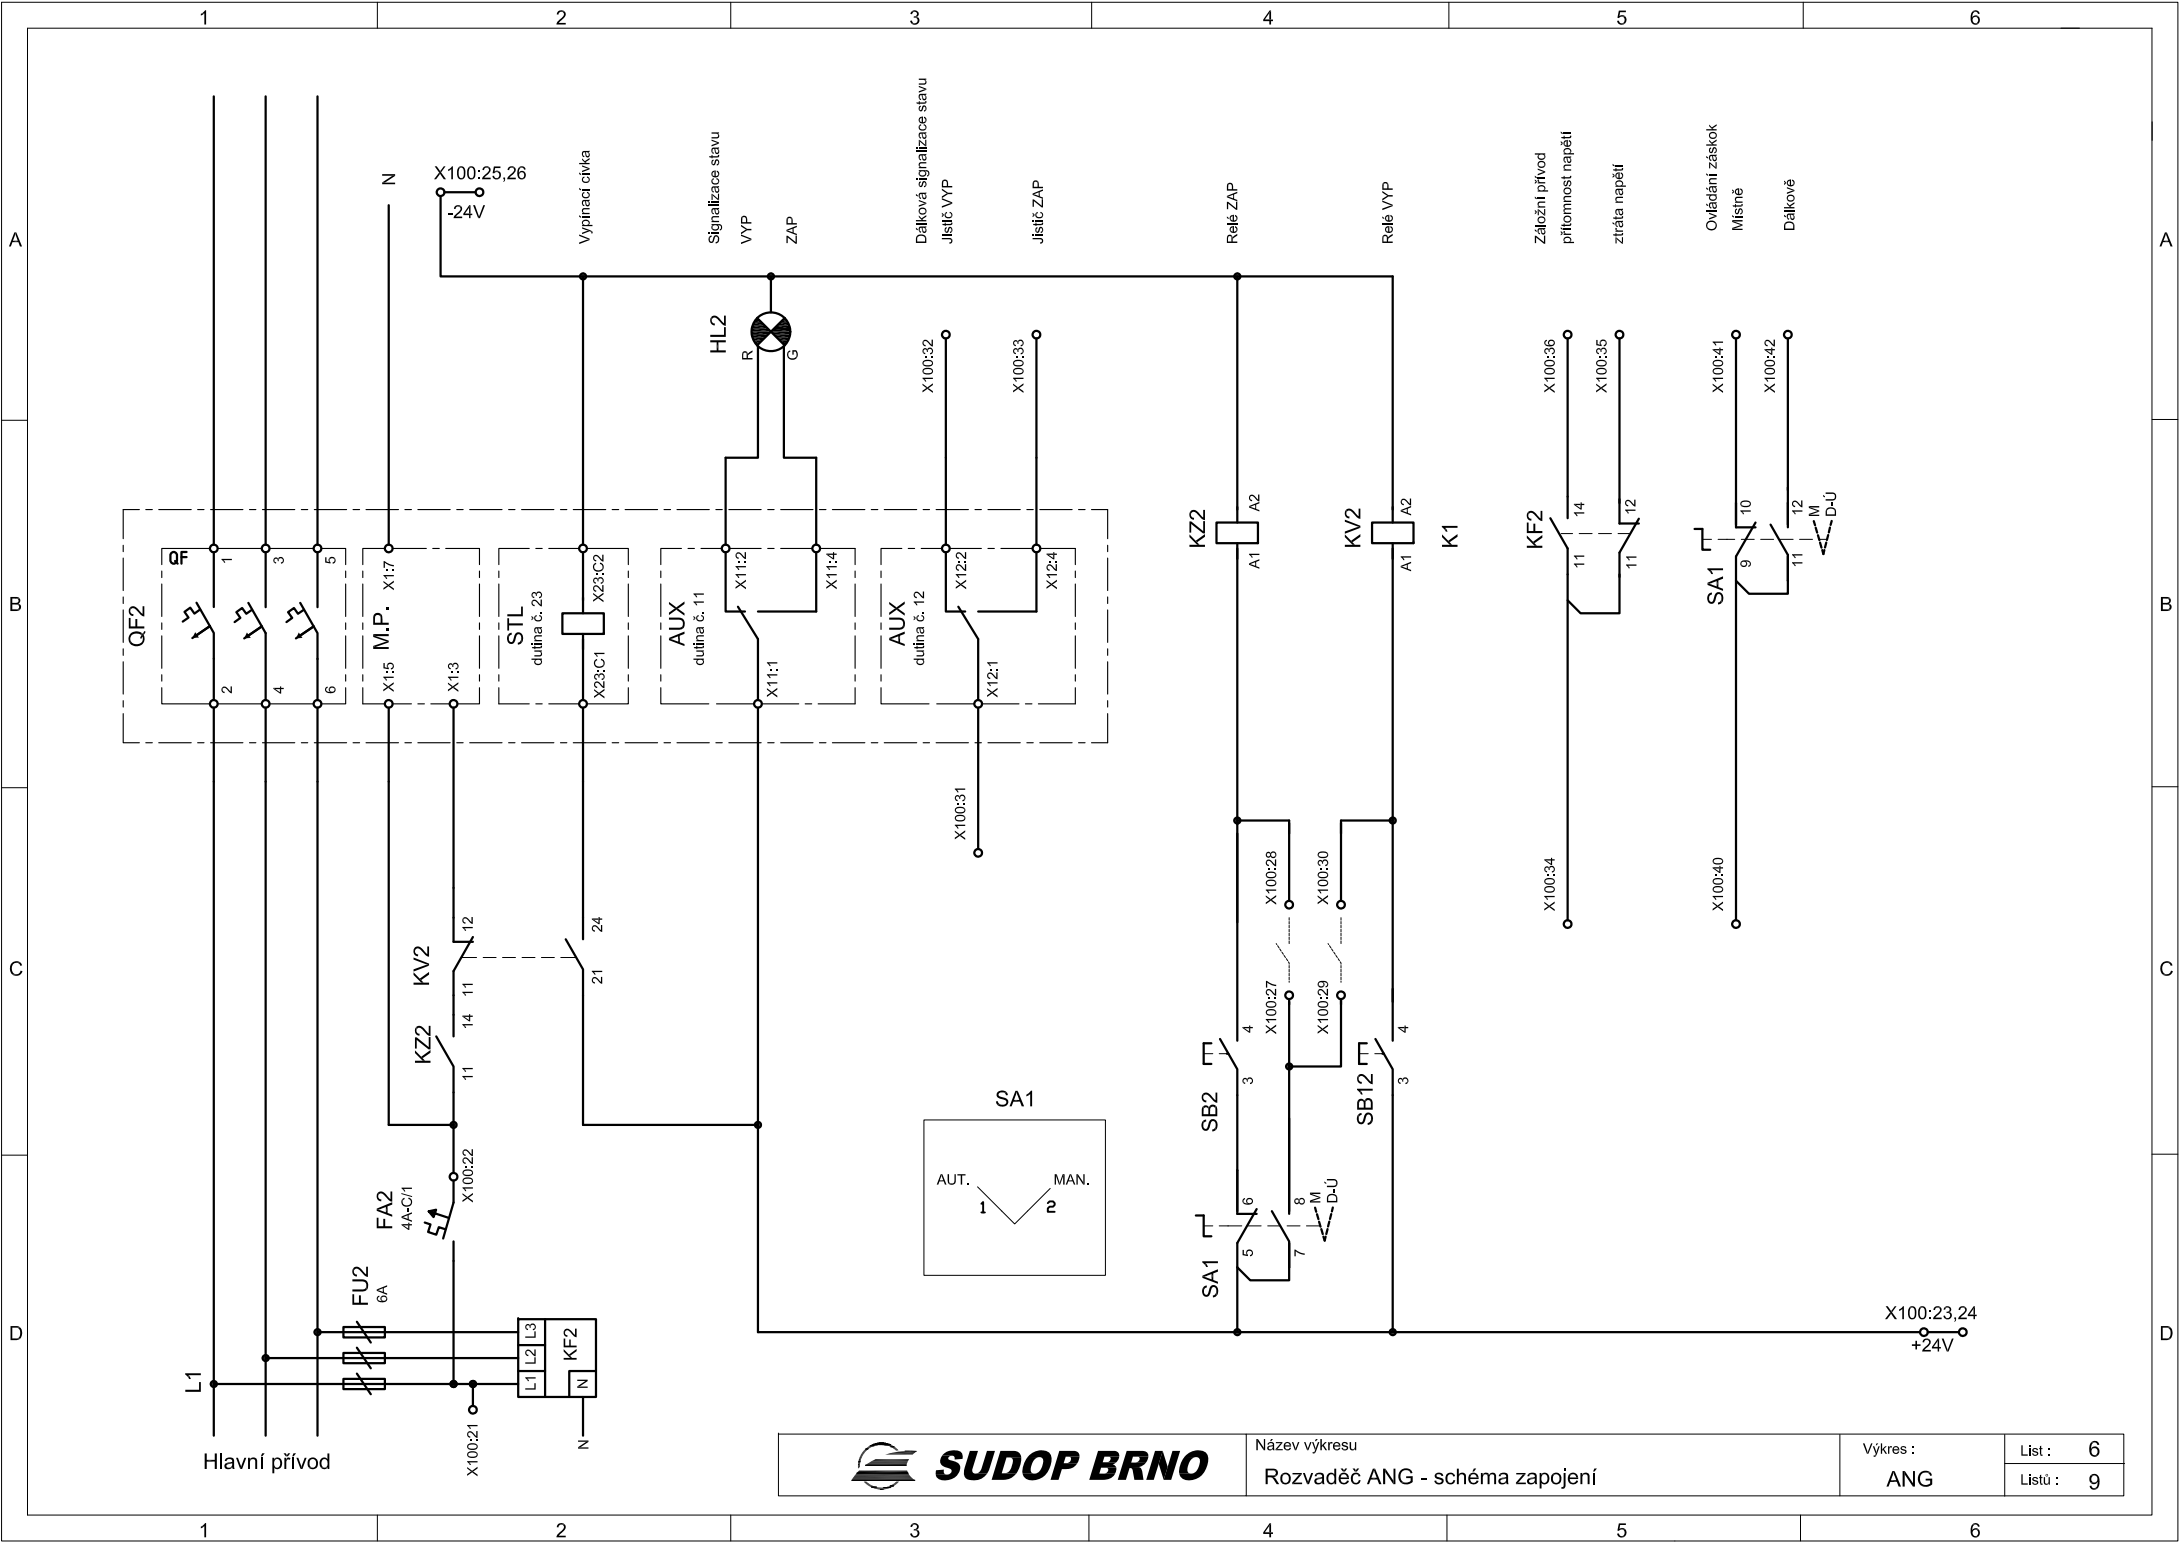 1 2 3 4 5 6
A
B
C
D
A
B
C
D
1 2 3 4 5 6
N
X100:25,26
-24V
Vypínací cívka
Signalizace stavu
VYP
ZAP
Dálková signalizace stavu
Jistič VYP
Jistič ZAP
Relé ZAP
Relé VYP
Záložní přívod
přítomnost napětí
ztráta napětí
Ovládání záskok
Místně
Dálkově
HL2
R
G
X100:32
X100:33
X100:36
X100:35
X100:41
X100:42
QF2
QF
1
3
5
2
4
6
M.P.
X1:7
X1:5
X1:3
STL
dutina č. 23
X23:C2
X23:C1
AUX
dutina č. 11
X11:2
X11:4
X11:1
AUX
dutina č. 12
X12:2
X12:4
X12:1
X100:31
KZ2
A1
A2
KV2
A1
A2
K1
KF2
11
14
11
12
SA1
9
10
11
12
M
D-Ú
X100:34
X100:40
KV2
11
12
21
24
KZ2
11
14
X100:22
FA2
4A-C/1
FU2
6A
L1
L1
L2
L3
KF2
N
N
X100:21
Hlavní přívod
X100:28
X100:30
X100:27
X100:29
SB2
3
4
SB12
3
4
SA1
5
6
7
8
M
D-Ú
SA1
AUT.
MAN.
1
2
X100:23,24
+24V
SUDOP BRNO
Název výkresu
Rozvaděč ANG - schéma zapojení
Výkres :
ANG
List : 6
Listů : 9